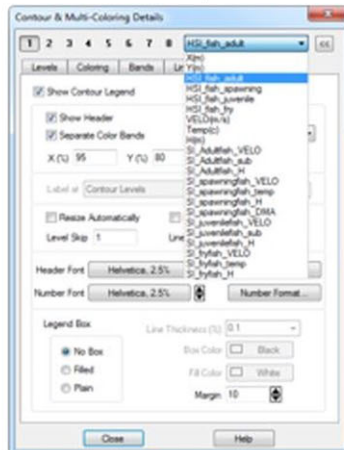 Contour & Multi-Coloring Details
1 2 3 4 5 6 7 8 HSI_fish_adult <<
Levels Coloring Bands
X(m)
Y(m)
HSI_fish_adult
HSI_fish_spawning
HSI_fish_juvenile
HSI_fish_fry
VELO(m/s)
Temp(c)
H(m)
SI_Adultfish_VELO
SI_Adultfish_sub
SI_Adultfish_H
SI_spawningfish_VELO
SI_spawningfish_temp
SI_spawningfish_H
SI_spawningfish_DMA
SI_juvenilefish_VELO
SI_juvenilefish_sub
SI_juvenilefish_H
SI_fryfish_VELO
SI_fryfish_temp
SI_fryfish_H
Show Contour Legend
Show Header
Separate Color Bands
X (%) 95 Y (%) 80
Label at Contour Levels
Resize Automatically
Level Skip 1 Line
Header Font Helvetica, 2.5%
Number Font Helvetica, 2.5% Number Format...
Legend Box
Line Thickness (%) 0.1
No Box
Box Color Black
Filled
Fill Color White
Plain
Margin 10
Close Help